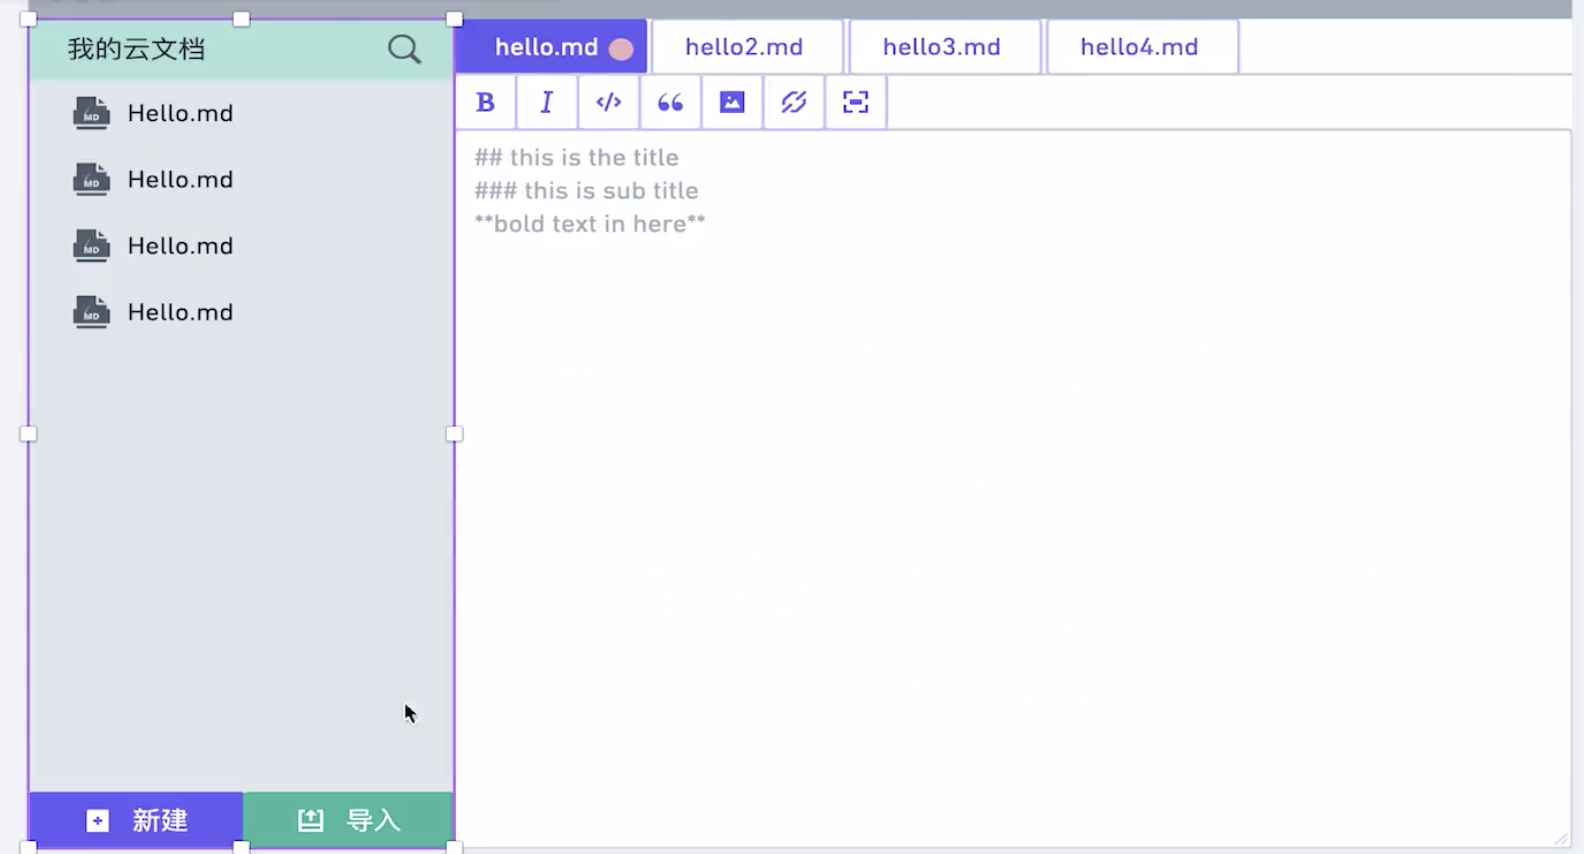 我的云文档
Hello.md
Hello.md
Hello.md
Hello.md
新建 导入
hello.md hello2.md hello3.md hello4.md
B I </> “
## this is the title
### this is sub title
**bold text in here**